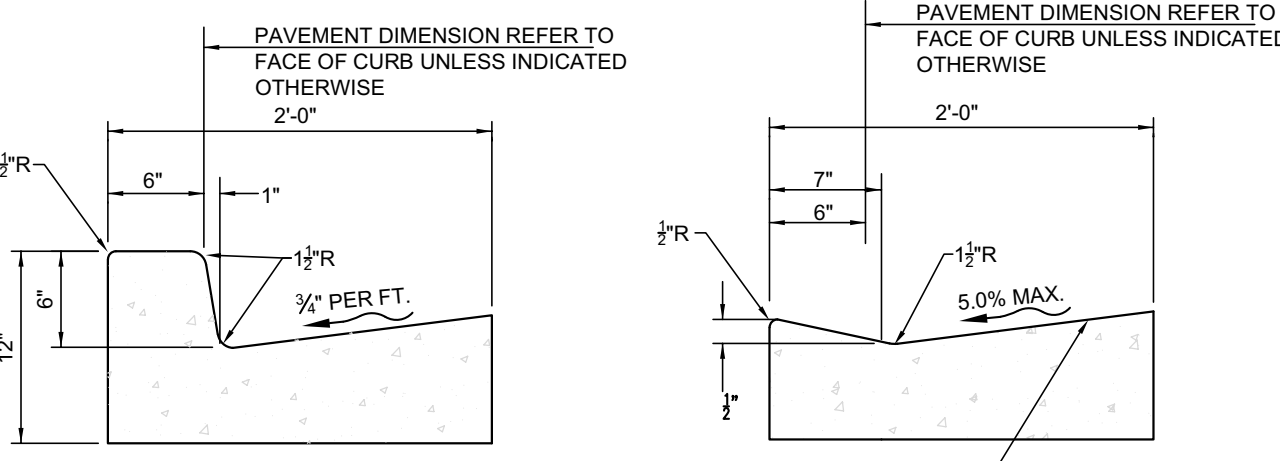 PAVEMENT DIMENSION REFER TO
FACE OF CURB UNLESS INDICATED
OTHERWISE
2'-0"
½"R
6"
1"
1½"R
6"
12"
¾" PER FT.
PAVEMENT DIMENSION REFER TO
FACE OF CURB UNLESS INDICATED
OTHERWISE
2'-0"
7"
6"
½"R
1½"R
5.0% MAX.
½"